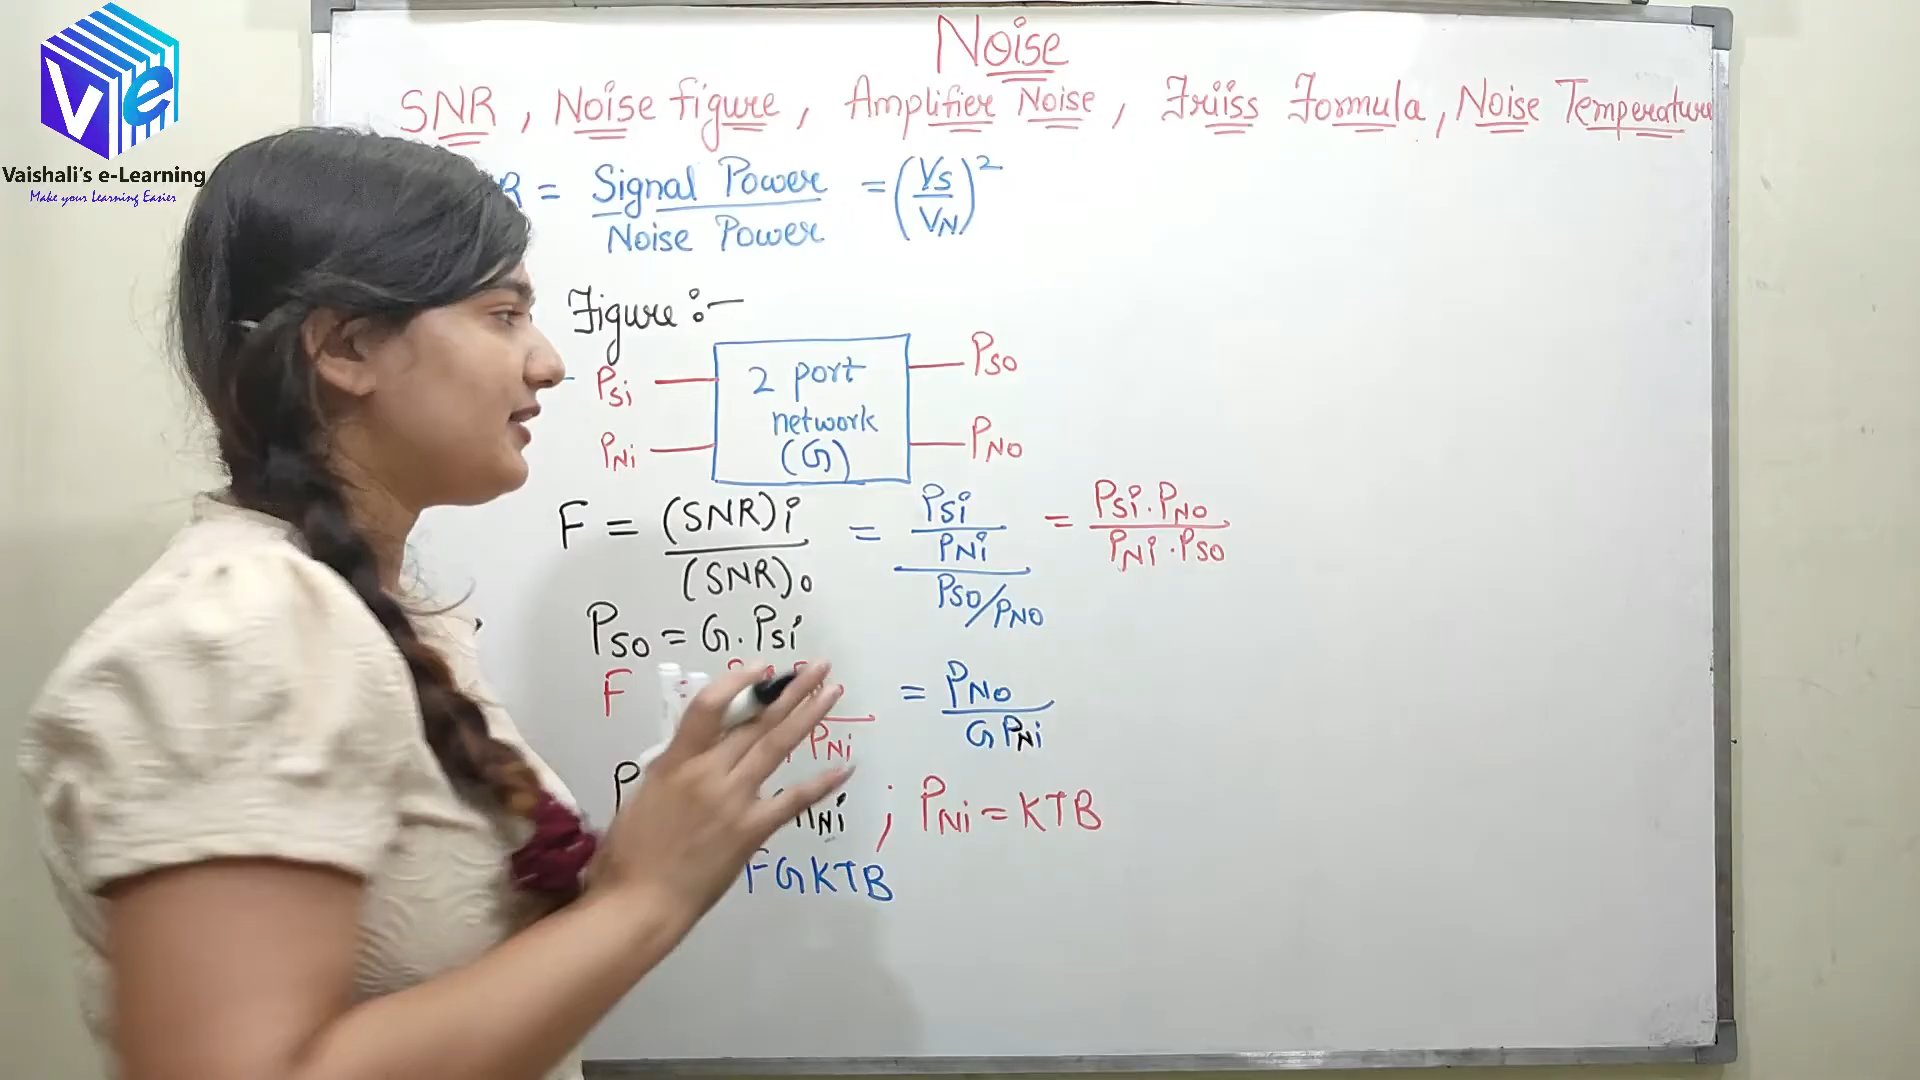 Vaishali's e-Learning
Make your Learning Easier
Noise
SNR, Noise figure, Amplifier Noise, Friiss Formula, Noise Temperature
R = Signal Power / Noise Power = (VS/VN)²
Figure :-
PSi
2 port network (G)
PSO
PNi
PNO
F = (SNR)i / (SNR)o = PSi/PNi / PSO/PNO = PSi.PNO / PNi.PSO
PSO = G.PSi
F = PNi
= PNO / GPNi
P Ni ; PNi = KTB
FGKTB